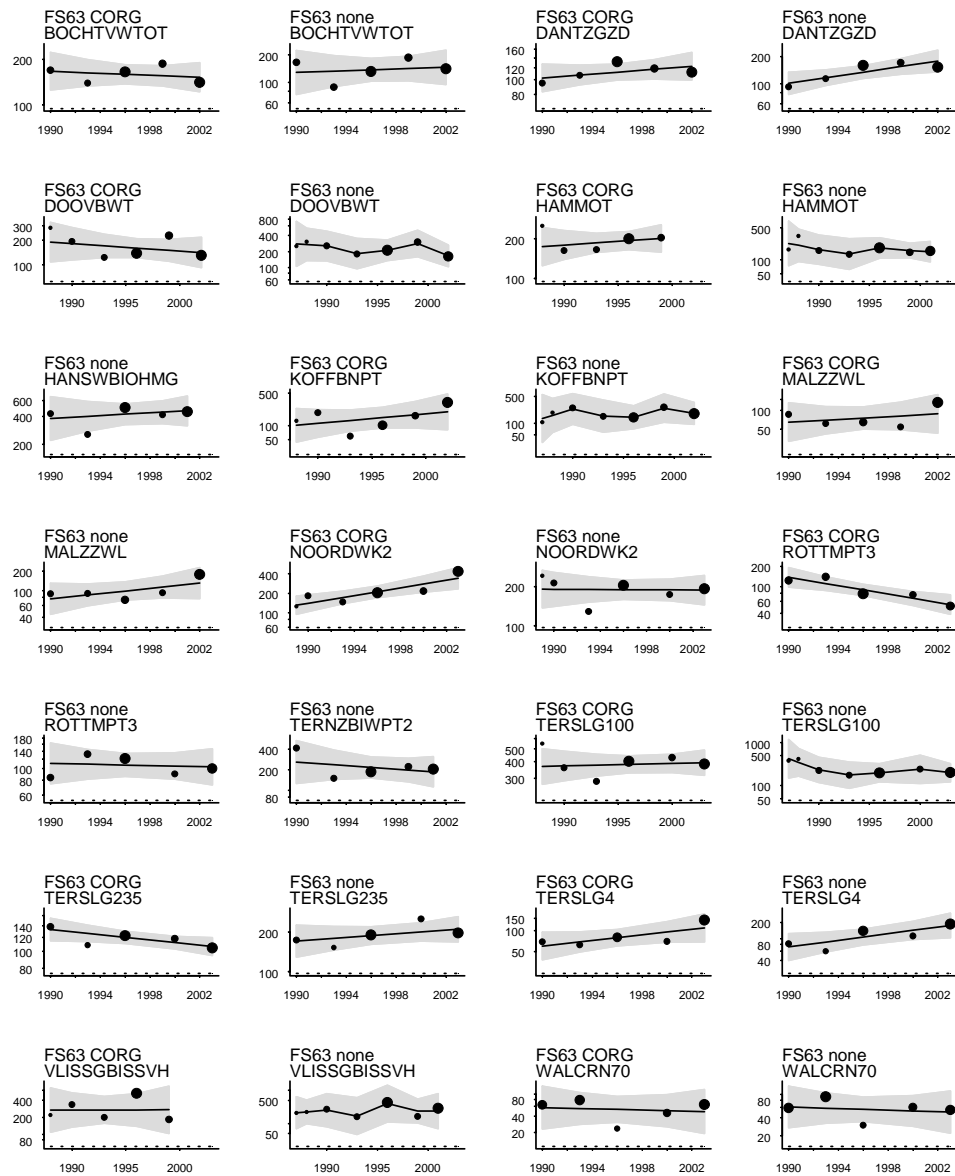 FS63 CORG
BOCHTVWTOT
200
100
1990 1994 1998 2002
FS63 none
BOCHTVWTOT
200
100
60
1990 1994 1998 2002
FS63 CORG
DANTZGZD
160
120
100
80
1990 1994 1998 2002
FS63 none
DANTZGZD
200
100
60
1990 1994 1998 2002
FS63 CORG
DOOVBWT
300
200
100
1990 1995 2000
FS63 none
DOOVBWT
800
400
200
100
60
1990 1995 2000
FS63 CORG
HAMMOT
200
100
1990 1995 2000
FS63 none
HAMMOT
500
100
50
1990 1995 2000
FS63 none
HANSWBIOHMG
600
400
200
1990 1994 1998 2002
FS63 CORG
KOFFBNPT
500
100
50
1990 1995 2000
FS63 none
KOFFBNPT
500
100
50
1990 1995 2000
FS63 CORG
MALZZWL
100
50
1990 1994 1998 2002
FS63 none
MALZZWL
200
100
60
40
1990 1994 1998 2002
FS63 CORG
NOORDWK2
400
200
100
60
1990 1994 1998 2002
FS63 none
NOORDWK2
200
100
1990 1994 1998 2002
FS63 CORG
ROTTMPT3
200
100
60
40
1990 1994 1998 2002
FS63 none
ROTTMPT3
180
140
100
80
60
1990 1994 1998 2002
FS63 none
TERNZBIWPT2
400
200
80
1990 1994 1998 2002
FS63 CORG
TERSLG100
500
400
300
1990 1995 2000
FS63 none
TERSLG100
1000
500
100
50
1990 1995 2000
FS63 CORG
TERSLG235
140
120
100
80
1990 1994 1998 2002
FS63 none
TERSLG235
200
100
1990 1994 1998 2002
FS63 CORG
TERSLG4
150
100
50
1990 1994 1998 2002
FS63 none
TERSLG4
200
80
40
1990 1994 1998 2002
FS63 CORG
VLISSGBISSVH
400
200
80
1990 1995 2000
FS63 none
VLISSGBISSVH
500
50
1990 1995 2000
FS63 CORG
WALCRN70
80
40
20
1990 1994 1998 2002
FS63 none
WALCRN70
80
40
20
1990 1994 1998 2002